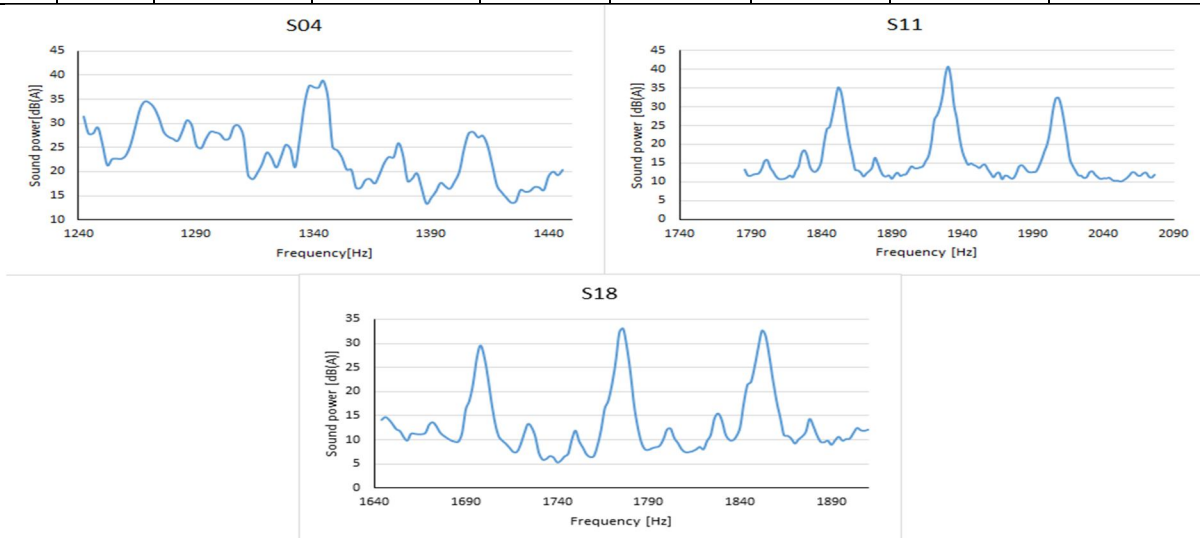 S04
Sound power[dB(A)]
45
40
35
30
25
20
15
10
1240 1290 1340 1390 1440
Frequency[Hz]
S11
Sound power [dB(A)]
45
40
35
30
25
20
15
10
5
0
1740 1790 1840 1890 1940 1990 2040 2090
Frequency [Hz]
S18
Sound power [dB(A)]
35
30
25
20
15
10
5
0
1640 1690 1740 1790 1840 1890
Frequency [Hz]